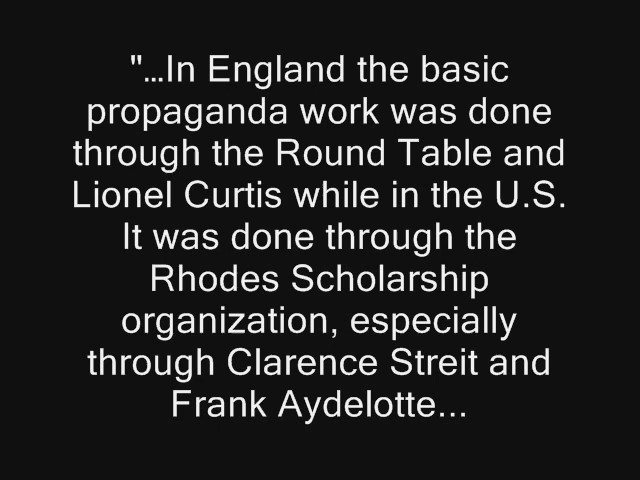 "…In England the basic
propaganda work was done
through the Round Table and
Lionel Curtis while in the U.S.
It was done through the
Rhodes Scholarship
organization, especially
through Clarence Streit and
Frank Aydelotte...